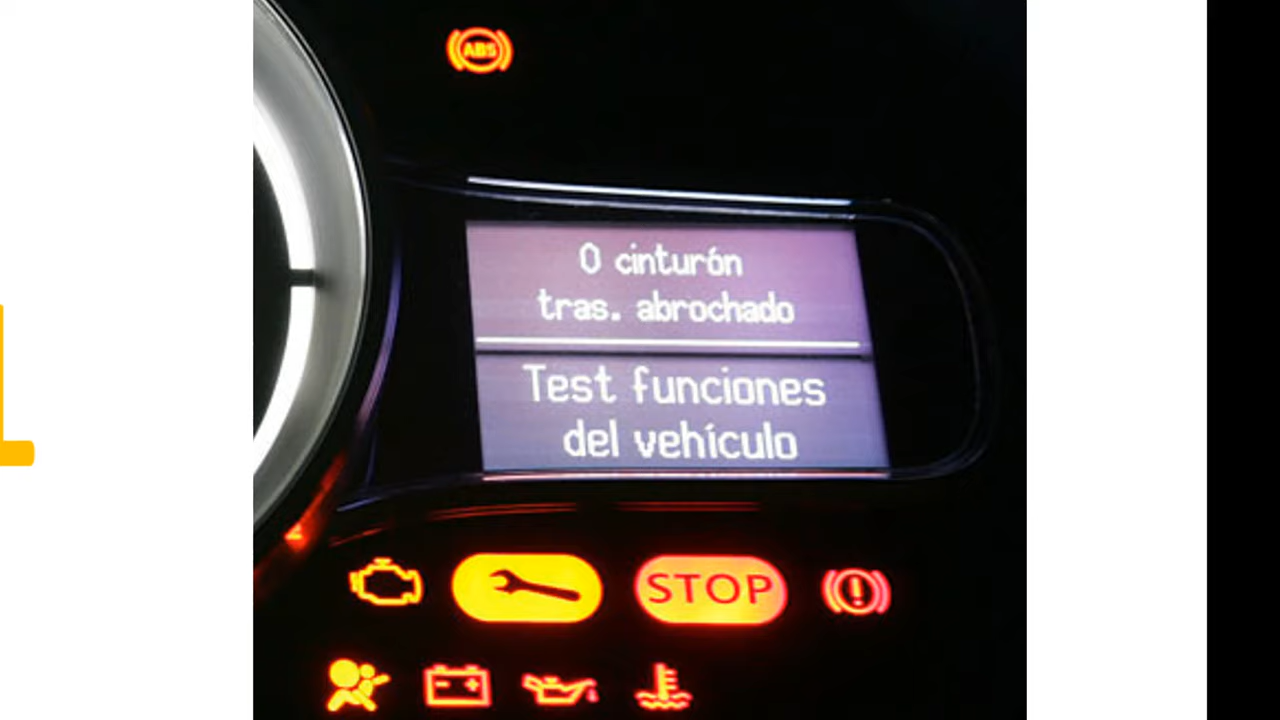 ABS
0 cinturón
tras. abrochado
Test funciones
del vehículo
STOP